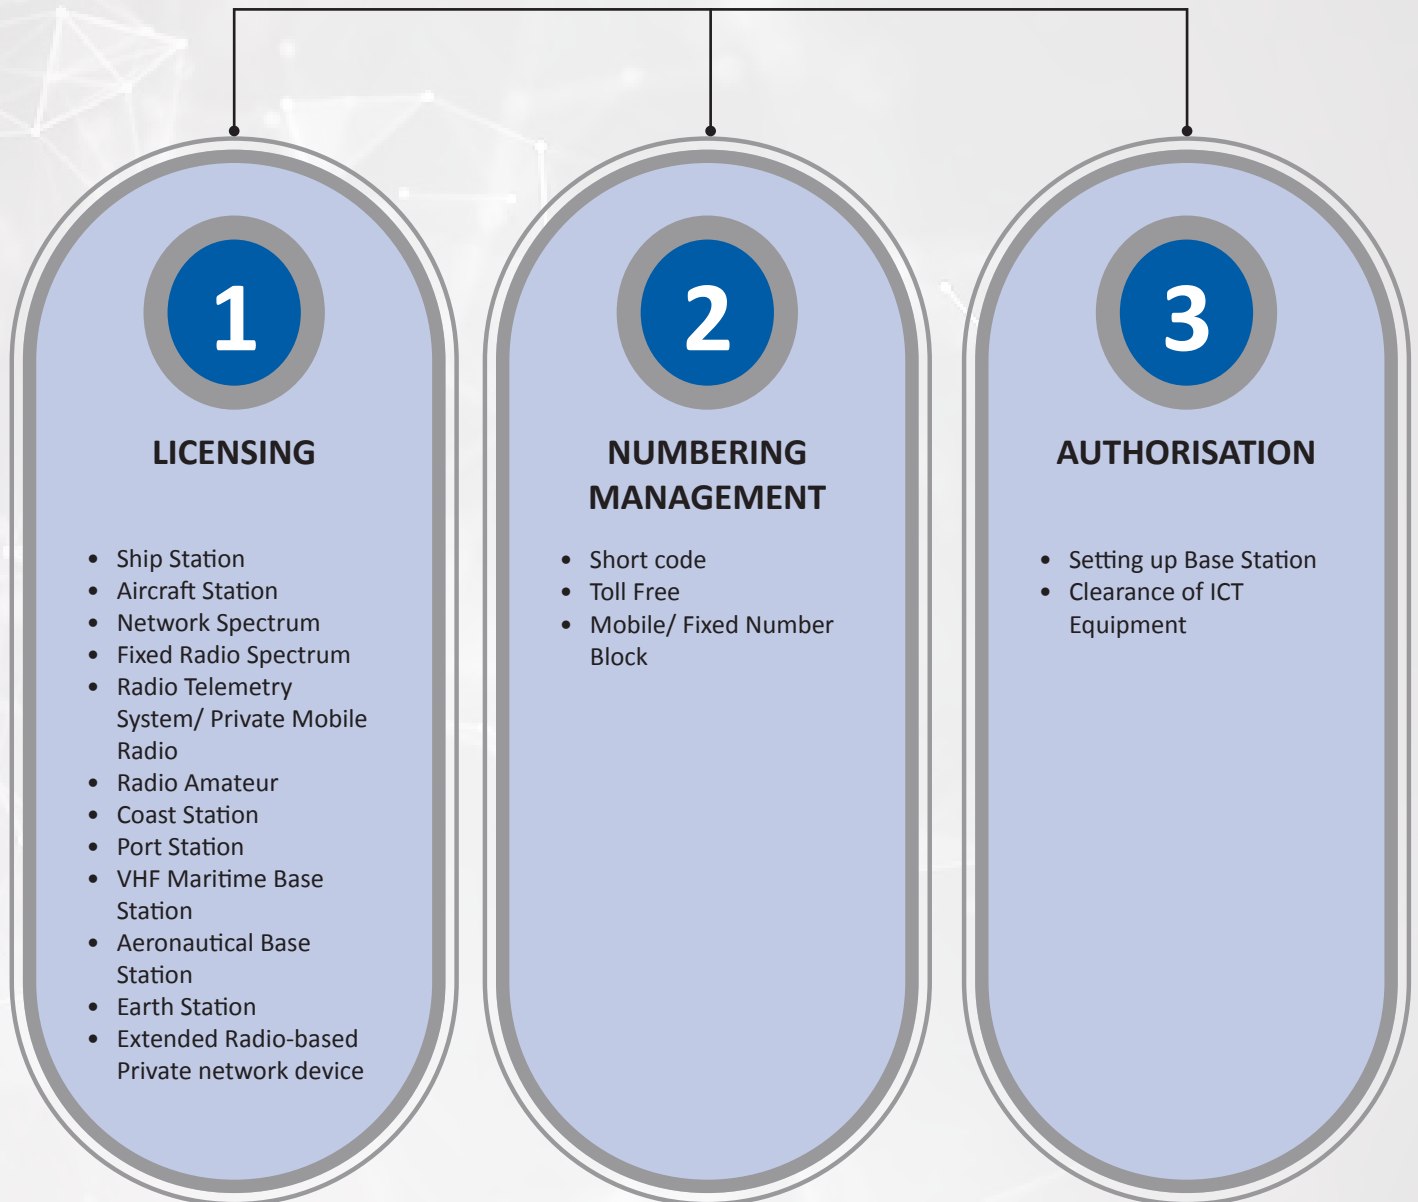 1
LICENSING
• Ship Station
• Aircraft Station
• Network Spectrum
• Fixed Radio Spectrum
• Radio Telemetry
System/ Private Mobile
Radio
• Radio Amateur
• Coast Station
• Port Station
• VHF Maritime Base
Station
• Aeronautical Base
Station
• Earth Station
• Extended Radio-based
Private network device
2
NUMBERING
MANAGEMENT
• Short code
• Toll Free
• Mobile/ Fixed Number
Block
3
AUTHORISATION
• Setting up Base Station
• Clearance of ICT
Equipment